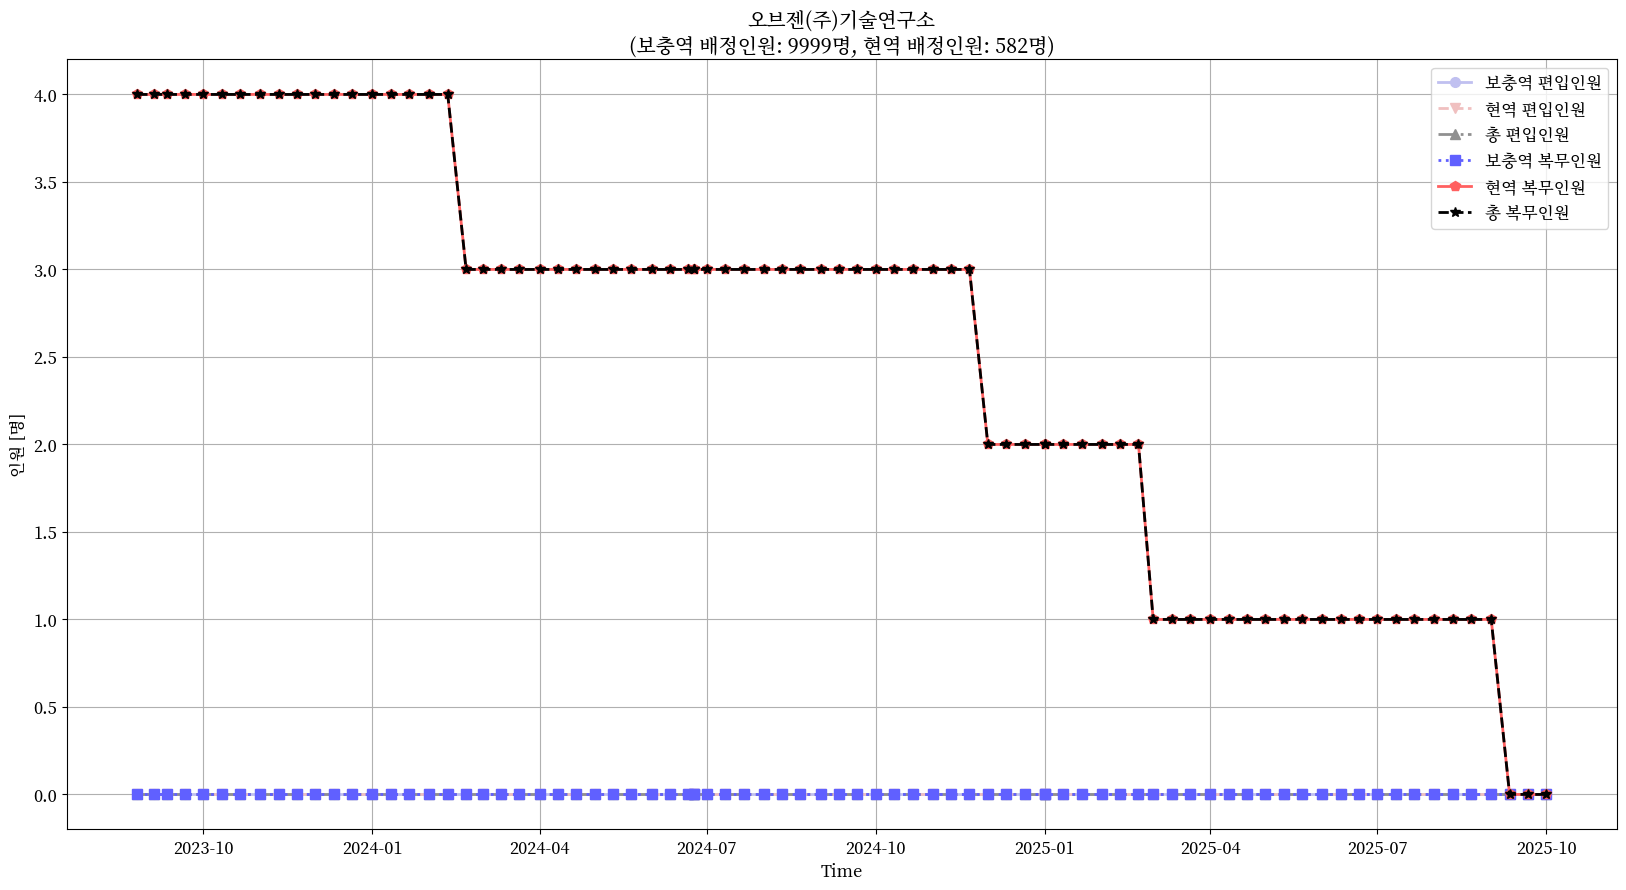 오브젠(주)기술연구소
(보충역 배정인원: 9999명, 현역 배정인원: 582명)
보충역 편입인원
현역 편입인원
총 편입인원
보충역 복무인원
현역 복무인원
총 복무인원
인원 [명]
4.0
3.5
3.0
2.5
2.0
1.5
1.0
0.5
0.0
2023-10 2024-01 2024-04 2024-07 2024-10 2025-01 2025-04 2025-07 2025-10
Time